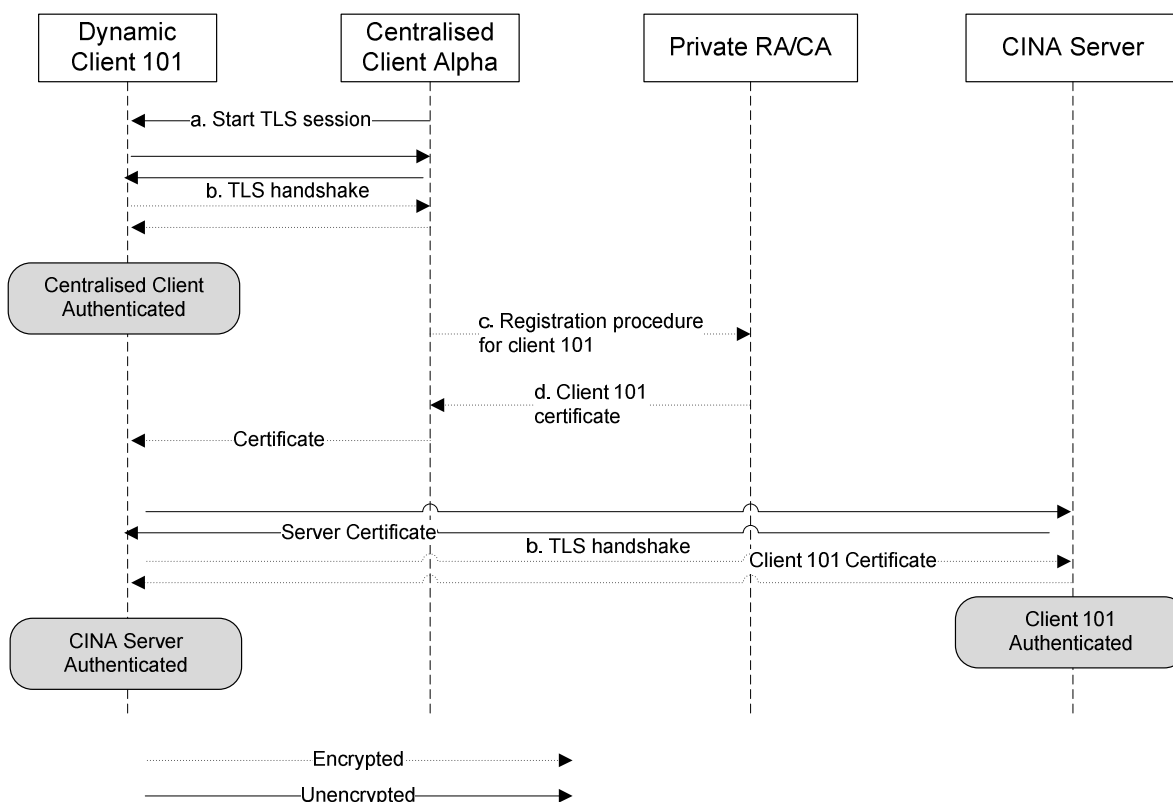 Dynamic
Client 101
Centralised
Client Alpha
Private RA/CA
CINA Server
a. Start TLS session
b. TLS handshake
Centralised Client
Authenticated
c. Registration procedure
for client 101
d. Client 101
certificate
Certificate
Server Certificate
b. TLS handshake
Client 101 Certificate
CINA Server
Authenticated
Client 101
Authenticated
Encrypted
Unencrypted